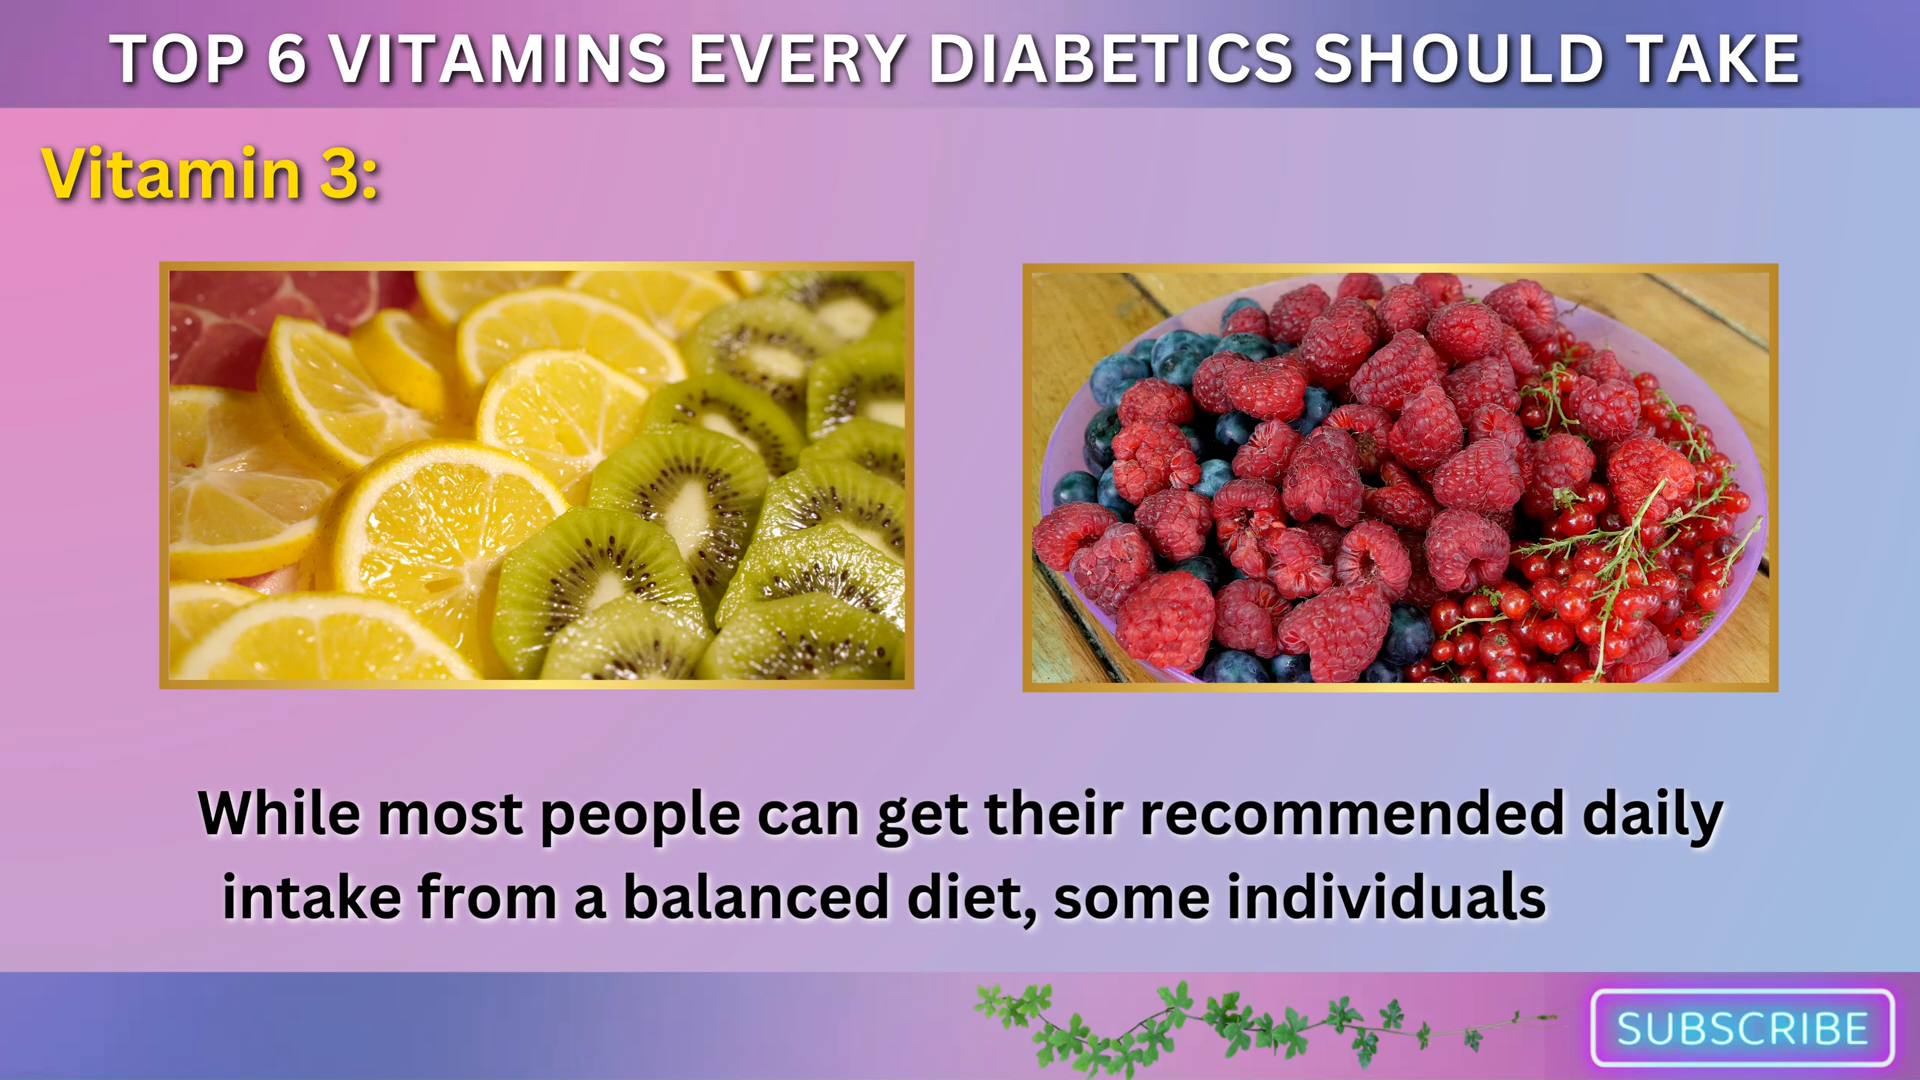 TOP 6 VITAMINS EVERY DIABETICS SHOULD TAKE
Vitamin 3:
While most people can get their recommended daily
intake from a balanced diet, some individuals
SUBSCRIBE